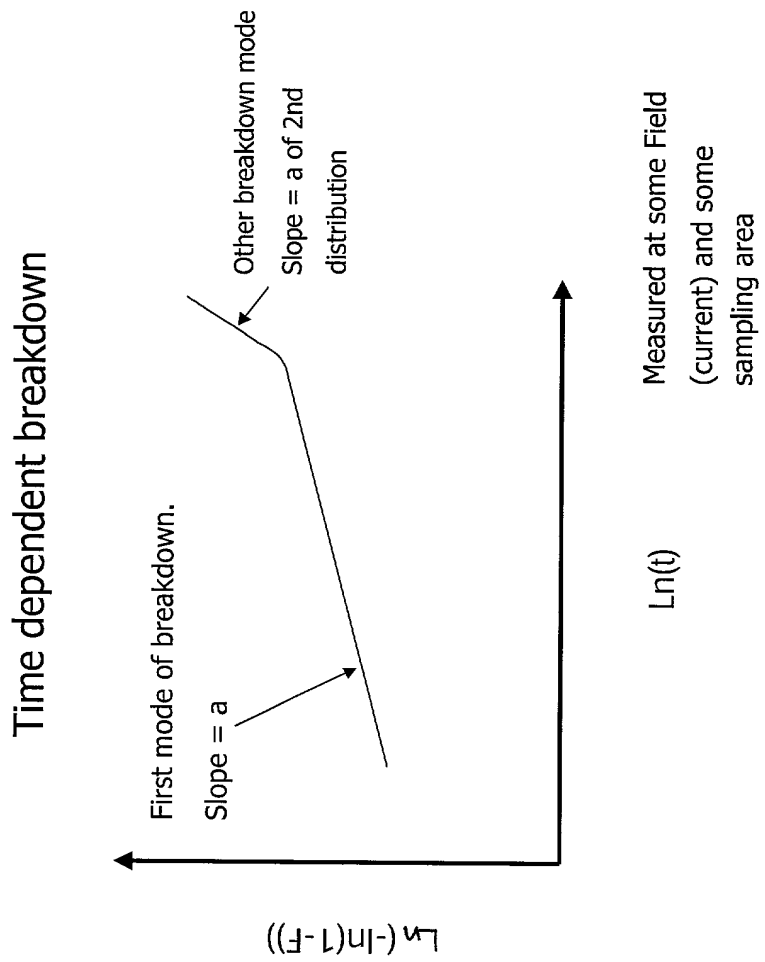 Time dependent breakdown
First mode of breakdown.
Slope = a
Other breakdown mode
Slope = a of 2nd
distribution
Ln(-ln(1-F))
Ln(t)
Measured at some Field
(current) and some
sampling area